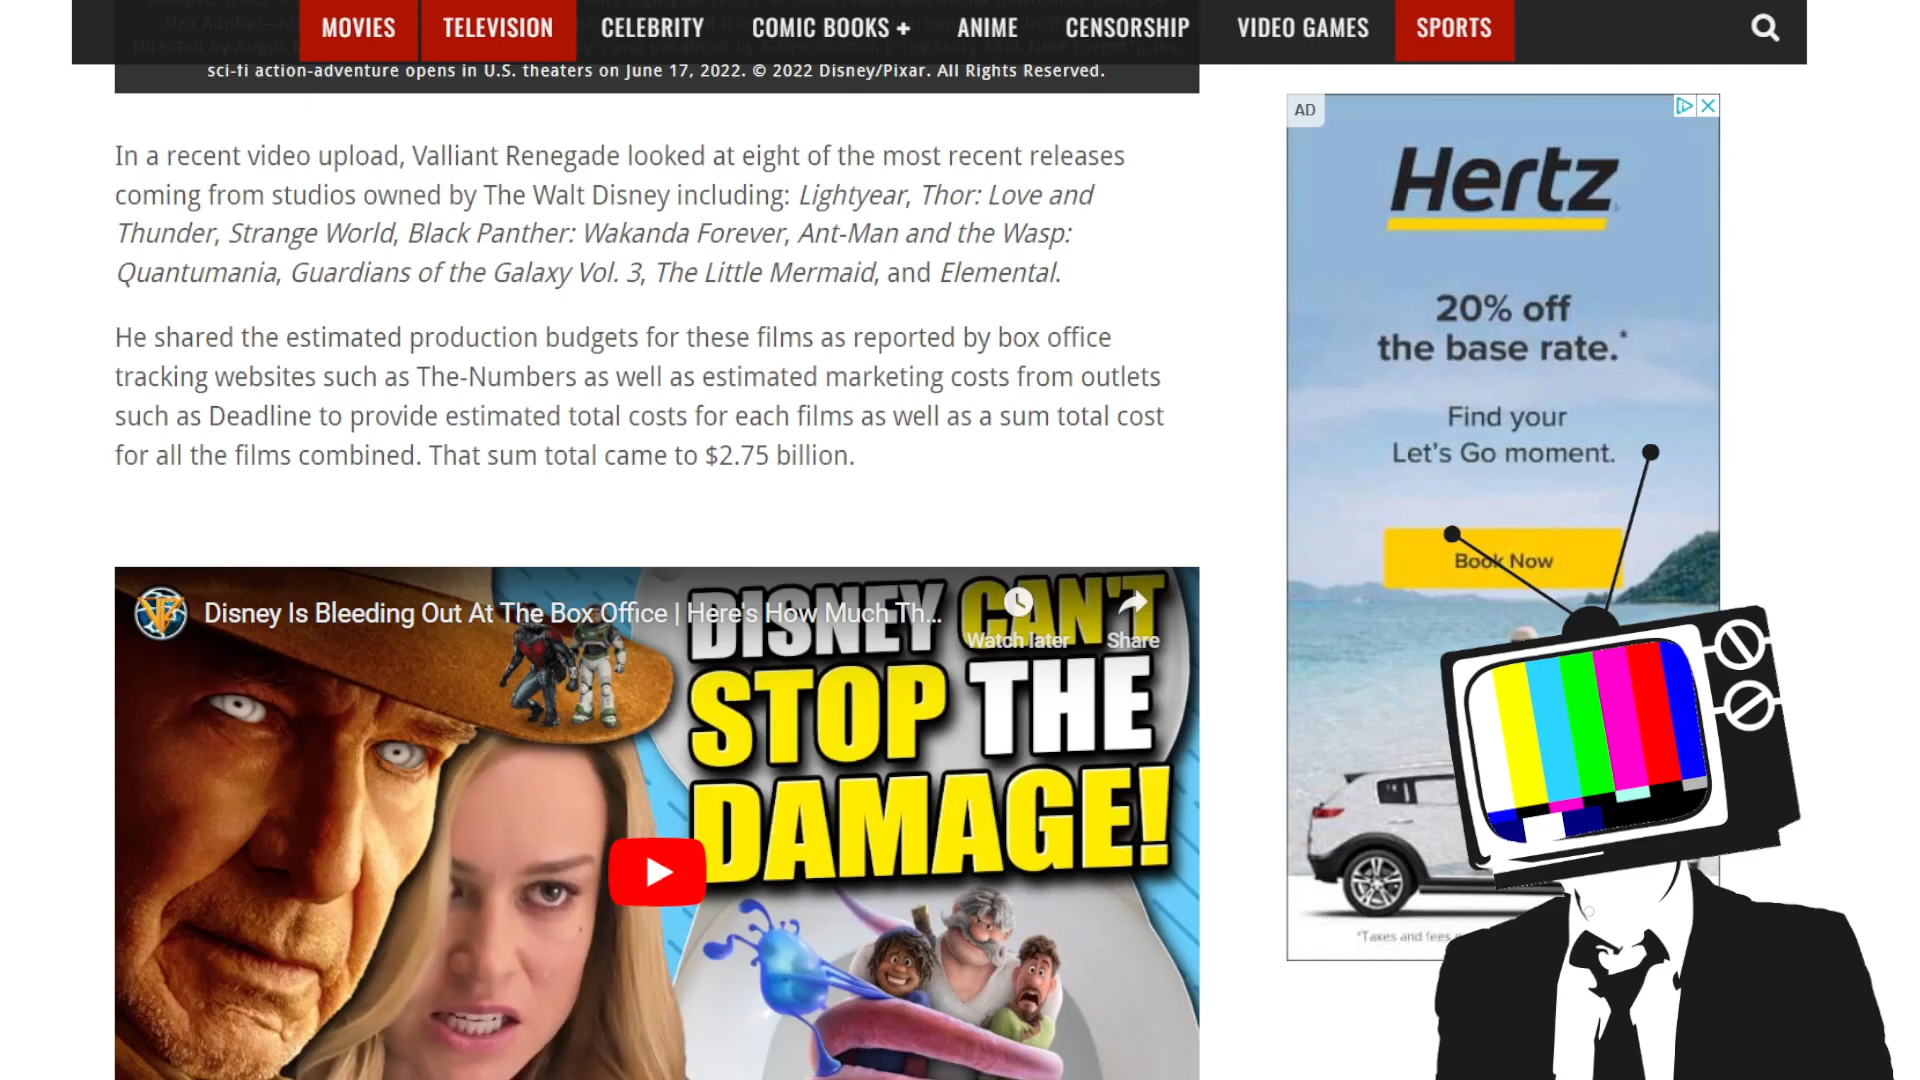 MOVIES TELEVISION CELEBRITY COMIC BOOKS + ANIME CENSORSHIP VIDEO GAMES SPORTS
sci-fi action-adventure opens in U.S. theaters on June 17, 2022. © 2022 Disney/Pixar. All Rights Reserved.
In a recent video upload, Valliant Renegade looked at eight of the most recent releases
coming from studios owned by The Walt Disney including: Lightyear, Thor: Love and
Thunder, Strange World, Black Panther: Wakanda Forever, Ant-Man and the Wasp:
Quantumania, Guardians of the Galaxy Vol. 3, The Little Mermaid, and Elemental.
He shared the estimated production budgets for these films as reported by box office
tracking websites such as The-Numbers as well as estimated marketing costs from outlets
such as Deadline to provide estimated total costs for each films as well as a sum total cost
for all the films combined. That sum total came to $2.75 billion.
Disney Is Bleeding Out At The Box Office | Here's How Much Th...
Watch later
Share
DISNEY CAN'T
STOP THE
DAMAGE!
AD
Hertz
20% off
the base rate.*
Find your
Let's Go moment.
Book Now
*Taxes and fees